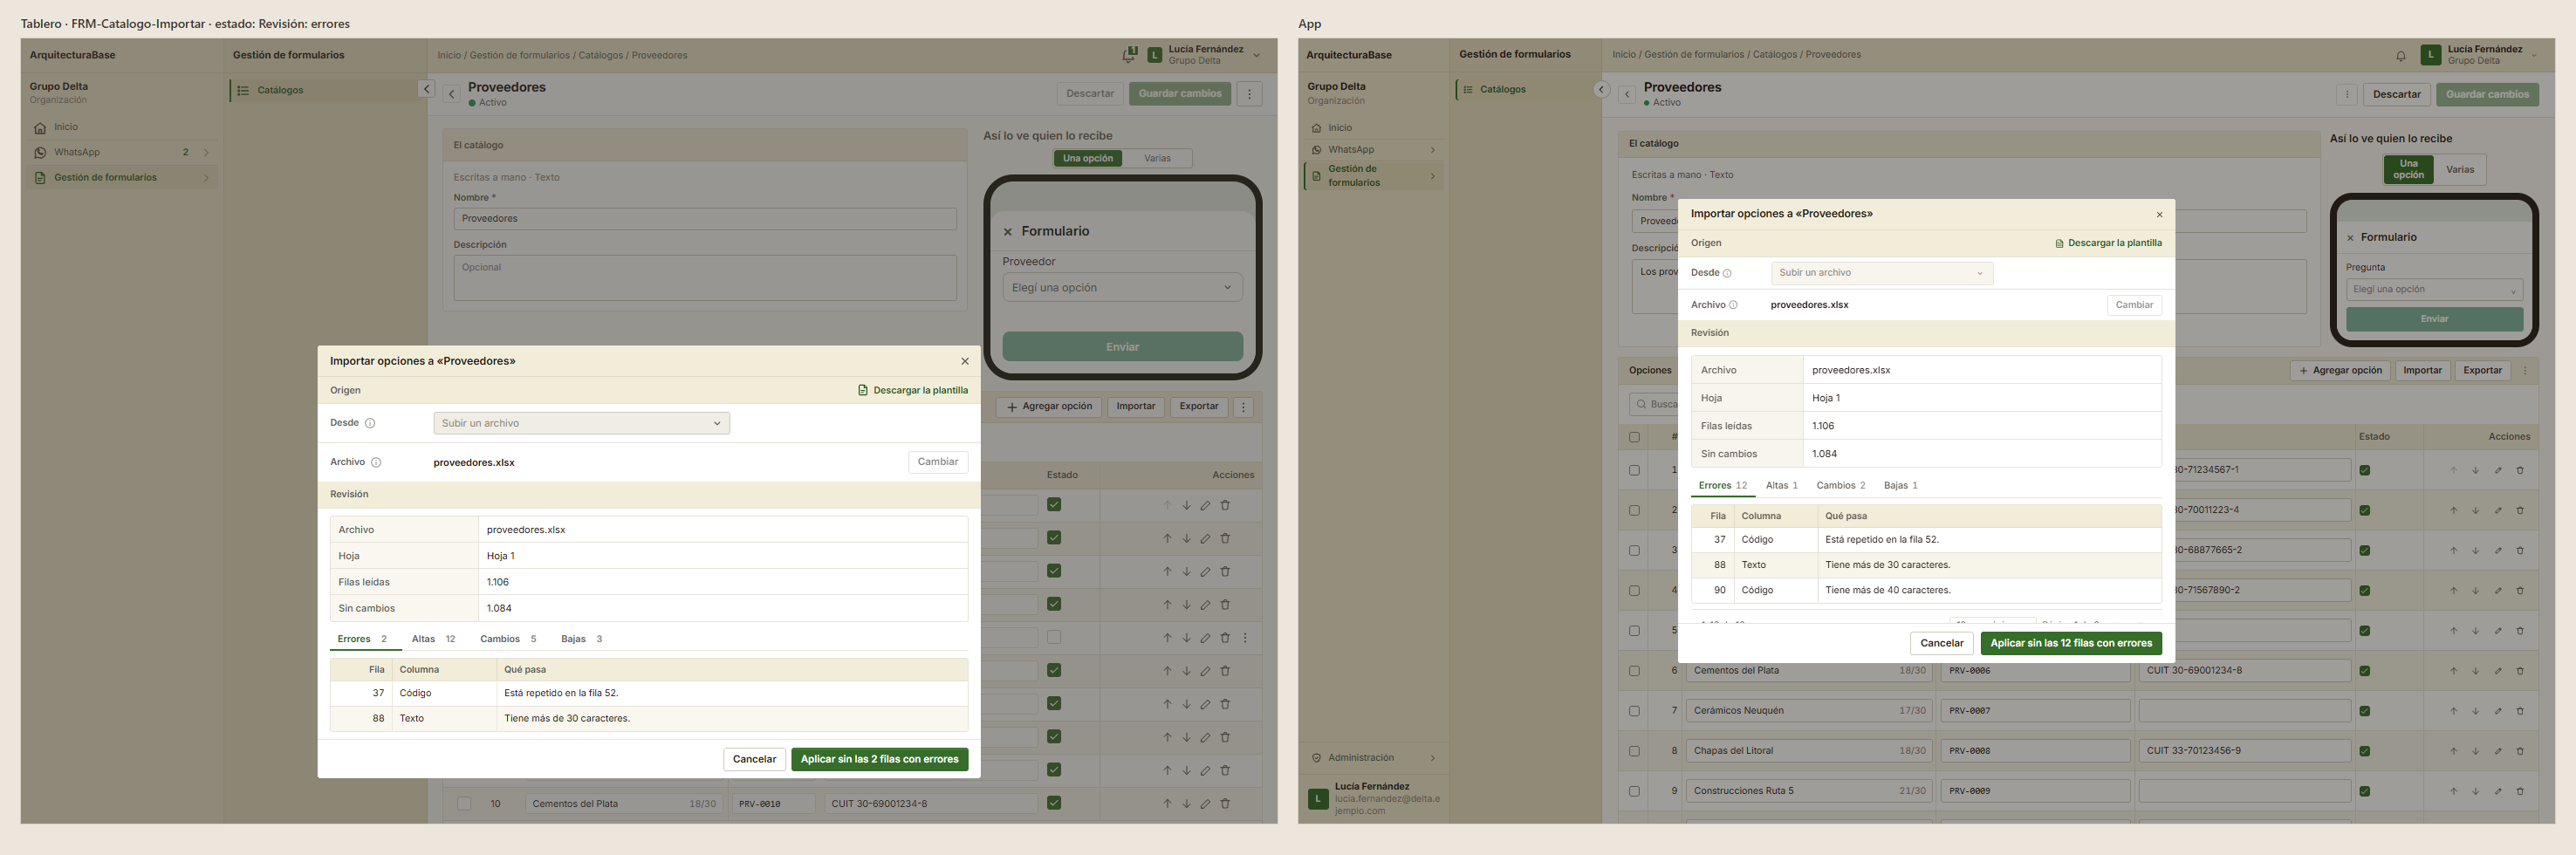 Tablero · FRM-Catalogo-Importar · estado: Revisión: errores
ArquitecturaBase
Gestión de formularios
Inicio / Gestión de formularios / Catálogos / Proveedores
1
L
Lucía Fernández
Grupo Delta
Grupo Delta
Organización
Inicio
WhatsApp 2
Gestión de formularios
Catálogos
Proveedores
Activo
Descartar
Guardar cambios
El catálogo
Escritas a mano · Texto
Nombre *
Proveedores
Descripción
Opcional
Así lo ve quien lo recibe
Una opción
Varias
Formulario
Proveedor
Elegí una opción
Enviar
Agregar opción
Importar
Exportar
Estado
Acciones
Importar opciones a «Proveedores»
Origen
Descargar la plantilla
Desde
Subir un archivo
Archivo
proveedores.xlsx
Cambiar
Revisión
Archivo proveedores.xlsx
Hoja Hoja 1
Filas leídas 1.106
Sin cambios 1.084
Errores 2 Altas 12 Cambios 5 Bajas 3
Fila Columna Qué pasa
37 Código Está repetido en la fila 52.
88 Texto Tiene más de 30 caracteres.
Cancelar
Aplicar sin las 2 filas con errores
10 Cementos del Plata 18/30 PRV-0010 CUIT 30-69001234-8
App
ArquitecturaBase
Gestión de formularios
Inicio / Gestión de formularios / Catálogos / Proveedores
L
Lucía Fernández
Grupo Delta
Grupo Delta
Organización
Inicio
WhatsApp
Gestión de
formularios
Catálogos
Proveedores
Activo
Descartar
Guardar cambios
El catálogo
Escritas a mano · Texto
Nombre *
Proveed
Descripció
Los prov
Así lo ve quien lo recibe
Una
opción
Varias
Formulario
Pregunta
Elegí una opción
Enviar
Opciones
Agregar opción
Importar
Exportar
Busca
#
Estado
Acciones
1 30-71234567-1
2 30-70011223-4
3 30-68877665-2
4 30-71567890-2
5
6 Cementos del Plata 18/30 PRV-0006 CUIT 30-69001234-8
7 Cerámicos Neuquén 17/30 PRV-0007
8 Chapas del Litoral 18/30 PRV-0008 CUIT 33-70123456-9
9 Construcciones Ruta 5 21/30 PRV-0009
Importar opciones a «Proveedores»
Origen
Descargar la plantilla
Desde
Subir un archivo
Archivo
proveedores.xlsx
Cambiar
Revisión
Archivo proveedores.xlsx
Hoja Hoja 1
Filas leídas 1.106
Sin cambios 1.084
Errores 12 Altas 1 Cambios 2 Bajas 1
Fila Columna Qué pasa
37 Código Está repetido en la fila 52.
88 Texto Tiene más de 30 caracteres.
90 Código Tiene más de 40 caracteres.
Cancelar
Aplicar sin las 12 filas con errores
Administración
L
Lucía Fernández
lucia.fernandez@delta.e
jemplo.com